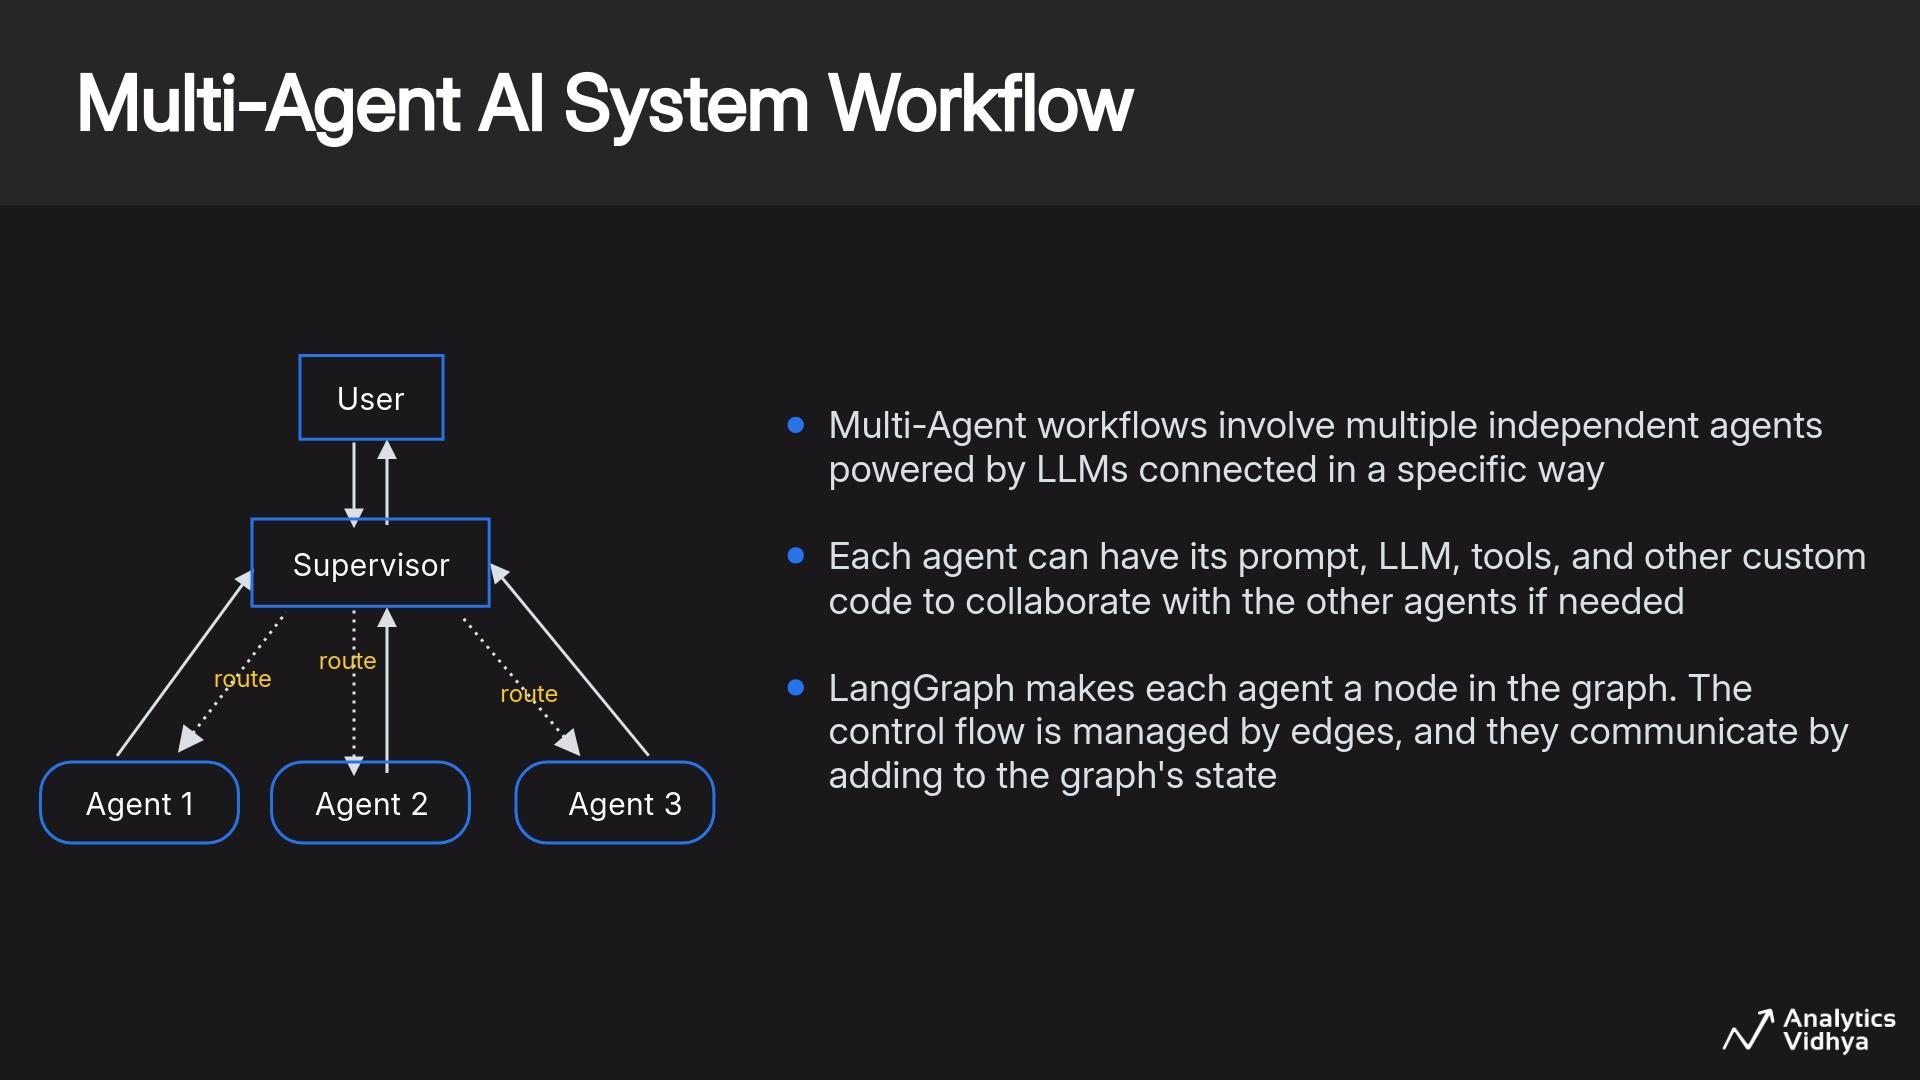 Multi-Agent AI System Workflow
User
Supervisor
route
route
route
Agent 1
Agent 2
Agent 3
Multi-Agent workflows involve multiple independent agents
powered by LLMs connected in a specific way
Each agent can have its prompt, LLM, tools, and other custom
code to collaborate with the other agents if needed
LangGraph makes each agent a node in the graph. The
control flow is managed by edges, and they communicate by
adding to the graph's state
Analytics
Vidhya